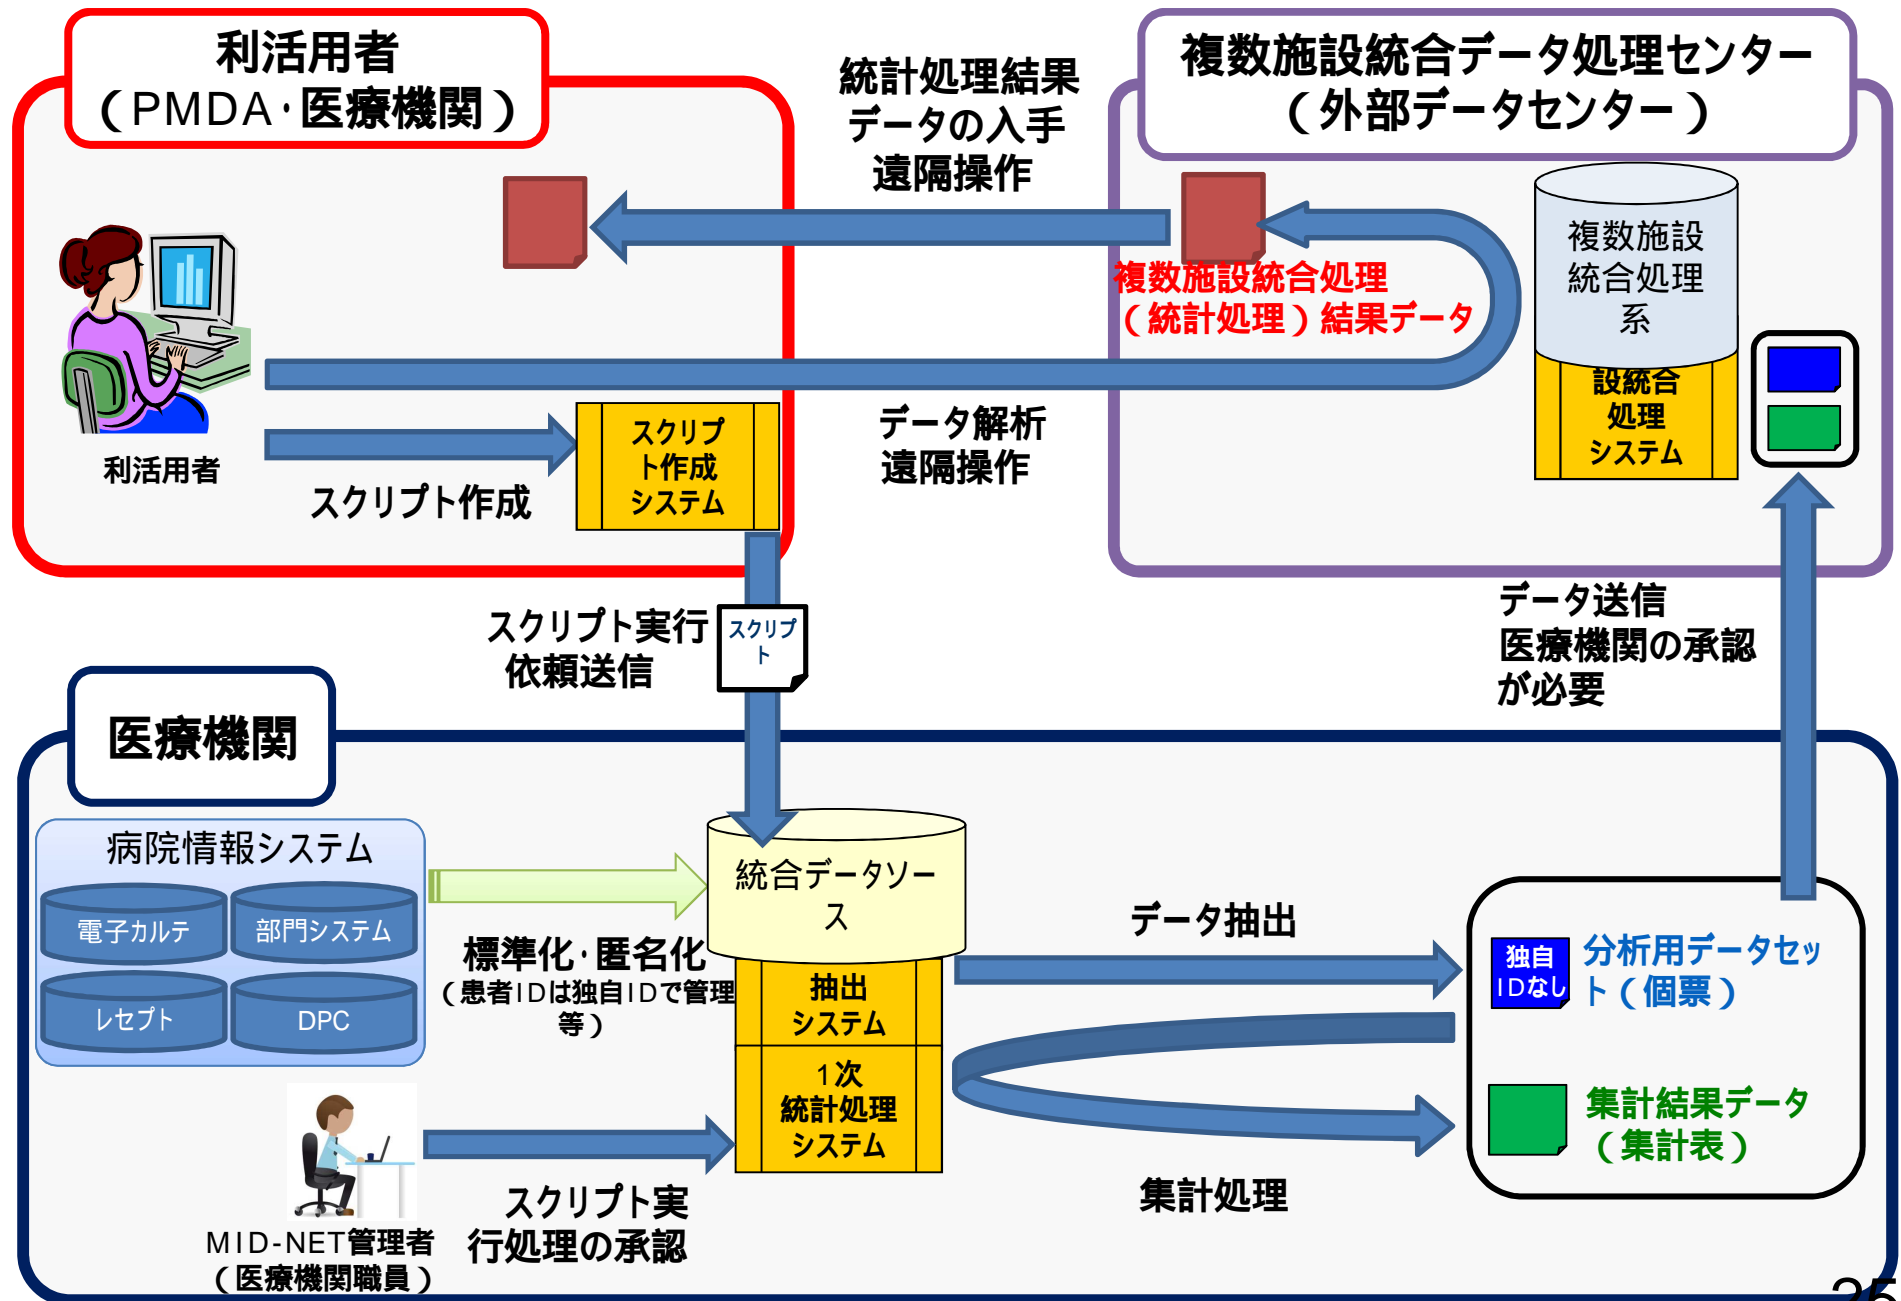 利活用者
（PMDA・医療機関）
統計処理結果
データの入手
遠隔操作
複数施設統合データ処理センター
（外部データセンター）
複数施設
統合処理
系
複数施設統合処理
（統計処理）結果データ
設統合
処理
システム
利活用者
スクリプト作成
スクリプ
ト作成
システム
データ解析
遠隔操作
スクリプト実行
依頼送信
スクリプ
ト
データ送信
医療機関の承認
が必要
医療機関
病院情報システム
電子カルテ
部門システム
レセプト
DPC
標準化・匿名化
（患者IDは独自IDで管理
等）
統合データソー
ス
抽出
システム
1次
統計処理
システム
データ抽出
独自
IDなし
分析用データセッ
ト（個票）
集計結果データ
（集計表）
集計処理
スクリプト実
行処理の承認
MID-NET管理者
（医療機関職員）
25